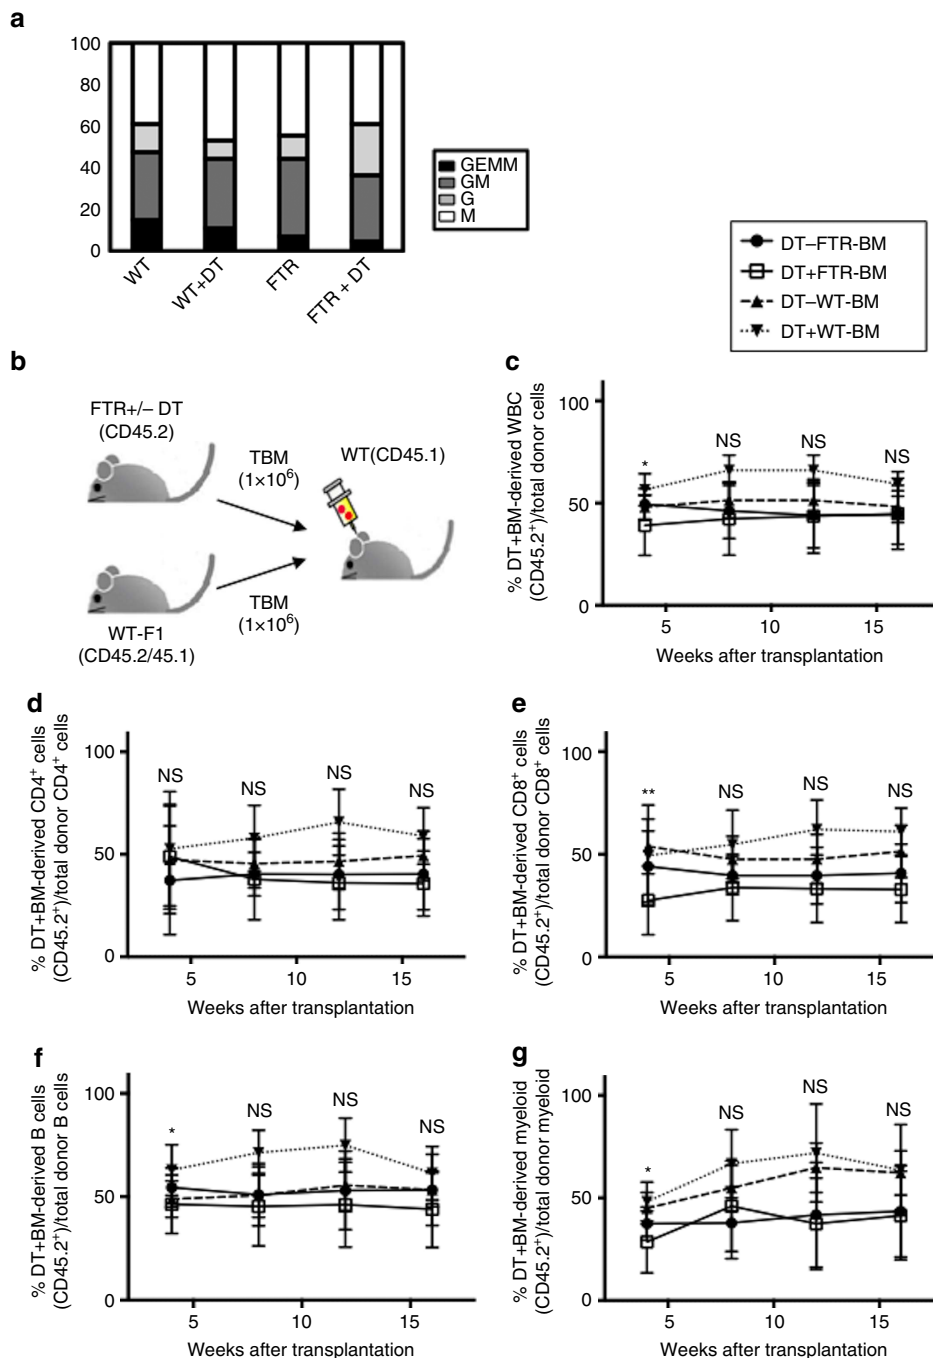 a
100
80
60
40
20
0
WT
WT+DT
FTR
FTR + DT
GEMM
GM
G
M
DT–FTR-BM
DT+FTR-BM
DT–WT-BM
DT+WT-BM
b
FTR+/– DT
(CD45.2)
TBM
(1×10⁶)
WT(CD45.1)
WT-F1
(CD45.2/45.1)
TBM
(1×10⁶)
c
% DT+BM-derived WBC
(CD45.2⁺)/total donor cells
100
50
0
*
NS
NS
NS
5
10
15
Weeks after transplantation
d
% DT+BM-derived CD4⁺ cells
(CD45.2⁺)/total donor CD4⁺ cells
100
50
0
NS
NS
NS
NS
5
10
15
Weeks after transplantation
e
% DT+BM-derived CD8⁺ cells
(CD45.2⁺)/total donor CD8⁺ cells
100
50
0
**
NS
NS
NS
5
10
15
Weeks after transplantation
f
% DT+BM-derived B cells
(CD45.2⁺)/total donor B cells
100
50
0
*
NS
NS
NS
5
10
15
Weeks after transplantation
g
% DT+BM-derived myeloid
(CD45.2⁺)/total donor myeloid
100
50
0
*
NS
NS
NS
5
10
15
Weeks after transplantation